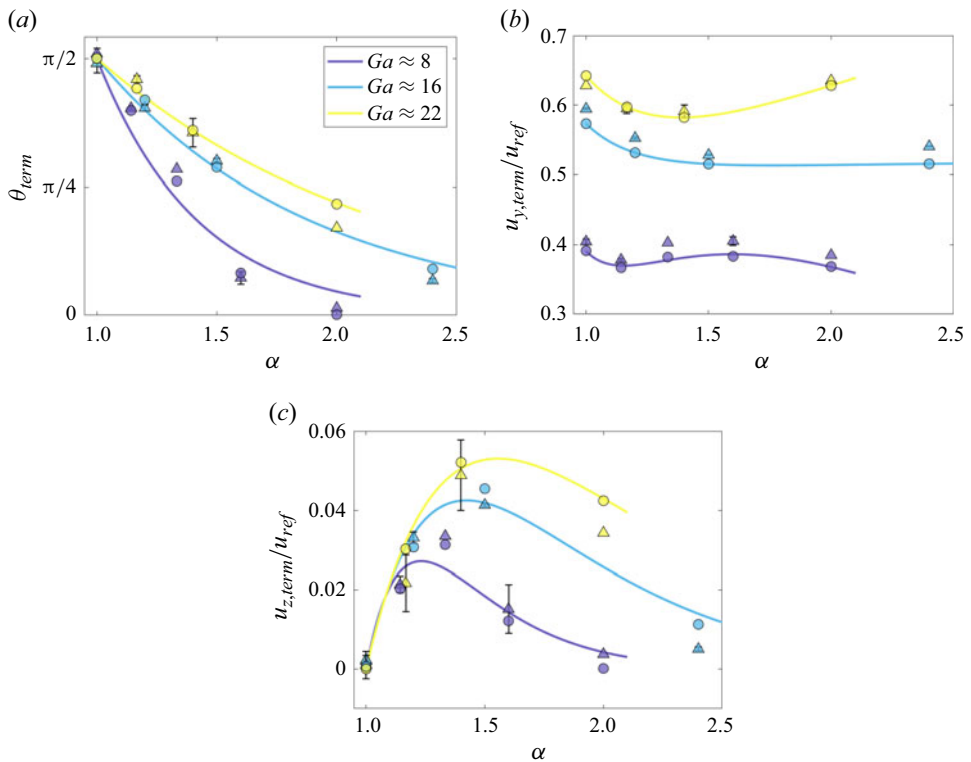 (a)
π/2
π/4
0
θterm
1.0 1.5 2.0 2.5
α
Ga ≈ 8
Ga ≈ 16
Ga ≈ 22
(b)
0.7
0.6
0.5
0.4
0.3
uy,term/uref
1.0 1.5 2.0 2.5
α
(c)
0.06
0.04
0.02
0
uz,term/uref
1.0 1.5 2.0 2.5
α